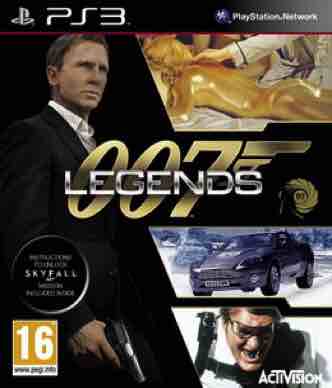 PS3
PlayStation.Network
007
LEGENDS
INSTRUCTIONS
TO UNLOCK
SKYFALL
MISSION
INCLUDED INSIDE
16
www.pegi.info
ACTIVISION